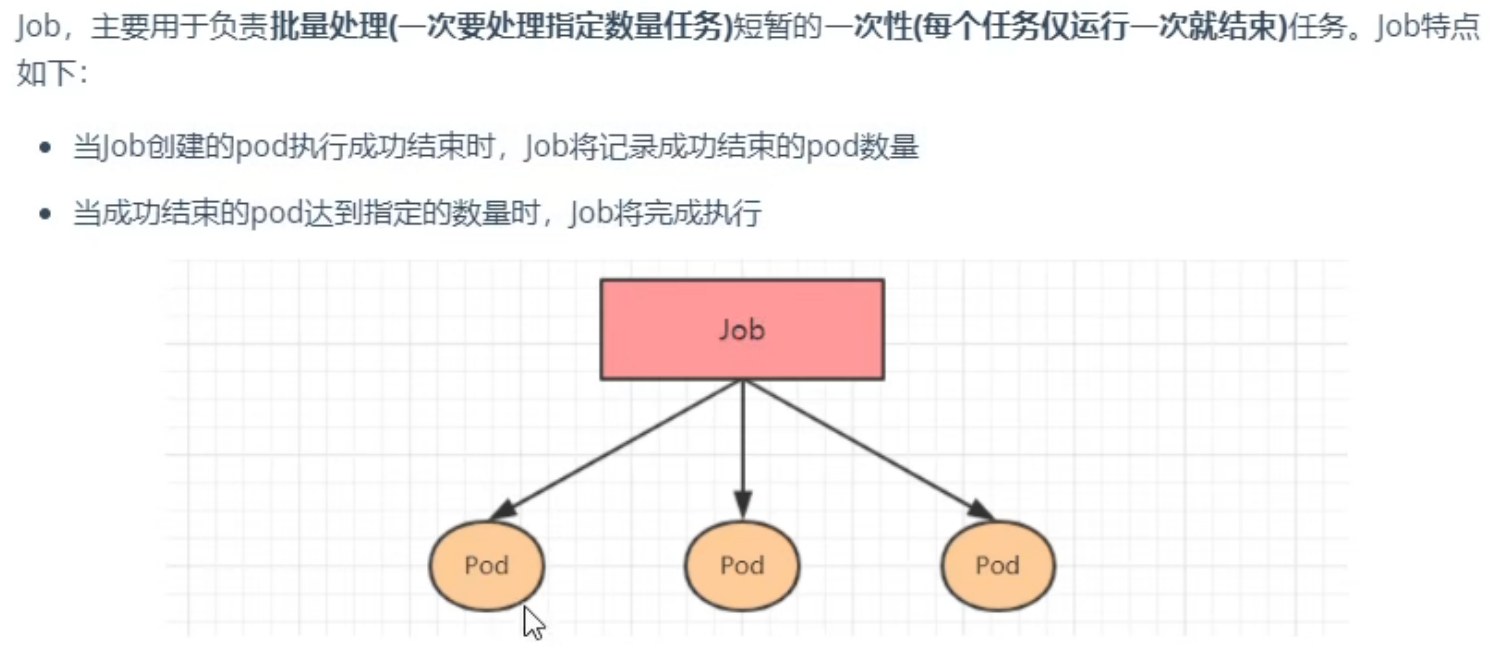 Job，主要用于负责批量处理(一次要处理指定数量任务)短暂的一次性(每个任务仅运行一次就结束)任务。Job特点
如下：
当Job创建的pod执行成功结束时，Job将记录成功结束的pod数量
当成功结束的pod达到指定的数量时，Job将完成执行
Job
Pod
Pod
Pod